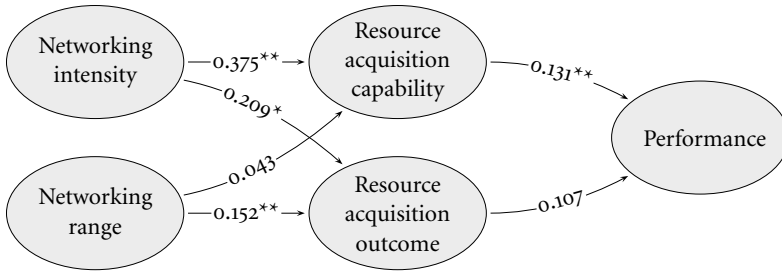 Networking
intensity
0.375**
0.209*
Resource
acquisition
capability
0.131**
Performance
Networking
range
0.043
0.152**
Resource
acquisition
outcome
0.107